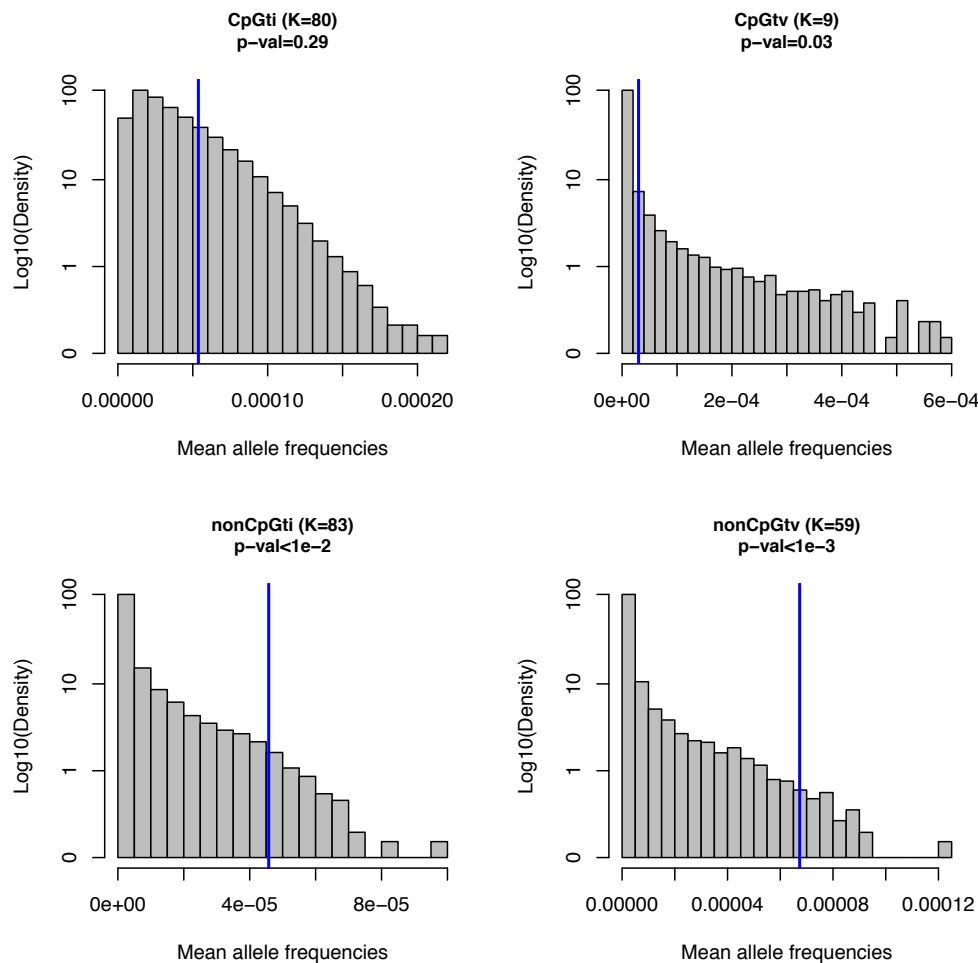 CpGti (K=80)
p−val=0.29
Log10(Density)
100
10
1
0
0.00000
0.00010
0.00020
Mean allele frequencies
CpGtv (K=9)
p−val=0.03
Log10(Density)
100
10
1
0
0e+00
2e−04
4e−04
6e−04
Mean allele frequencies
nonCpGti (K=83)
p−val<1e−2
Log10(Density)
100
10
1
0
0e+00
4e−05
8e−05
Mean allele frequencies
nonCpGtv (K=59)
p−val<1e−3
Log10(Density)
100
10
1
0
0.00000
0.00004
0.00008
0.00012
Mean allele frequencies